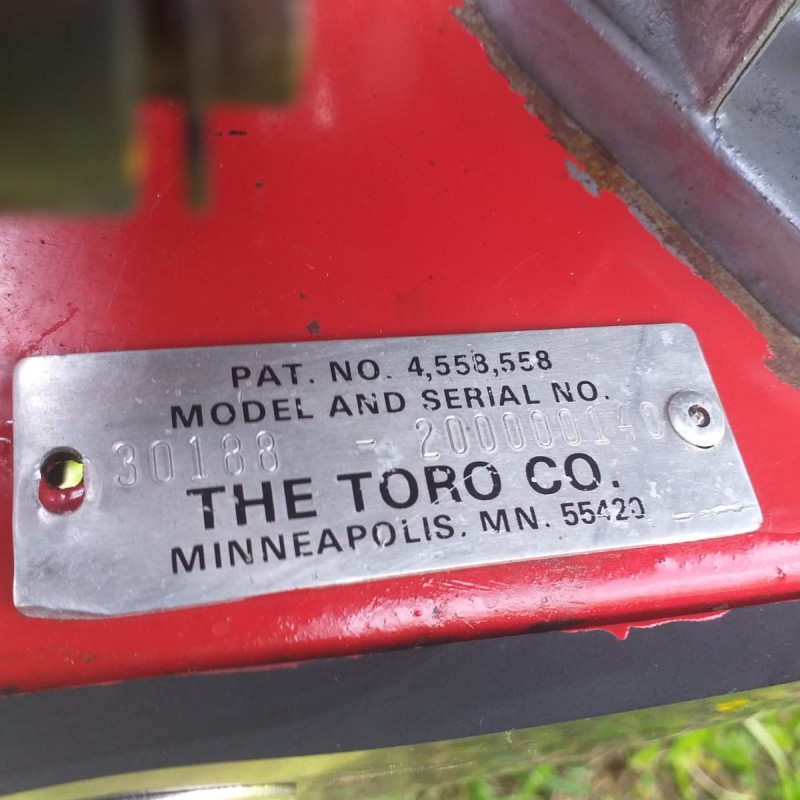 PAT. NO. 4,558,558
MODEL AND SERIAL NO.
30188 - 200000140
THE TORO CO.
MINNEAPOLIS, MN. 55420